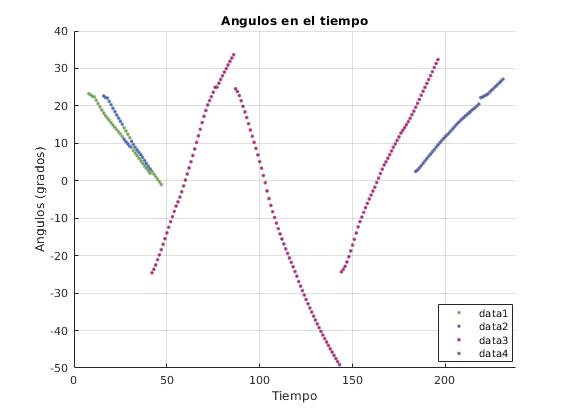 Angulos en el tiempo
Angulos (grados)
40
30
20
10
0
-10
-20
-30
-40
-50
0
50
100
150
200
Tiempo
data1
data2
data3
data4